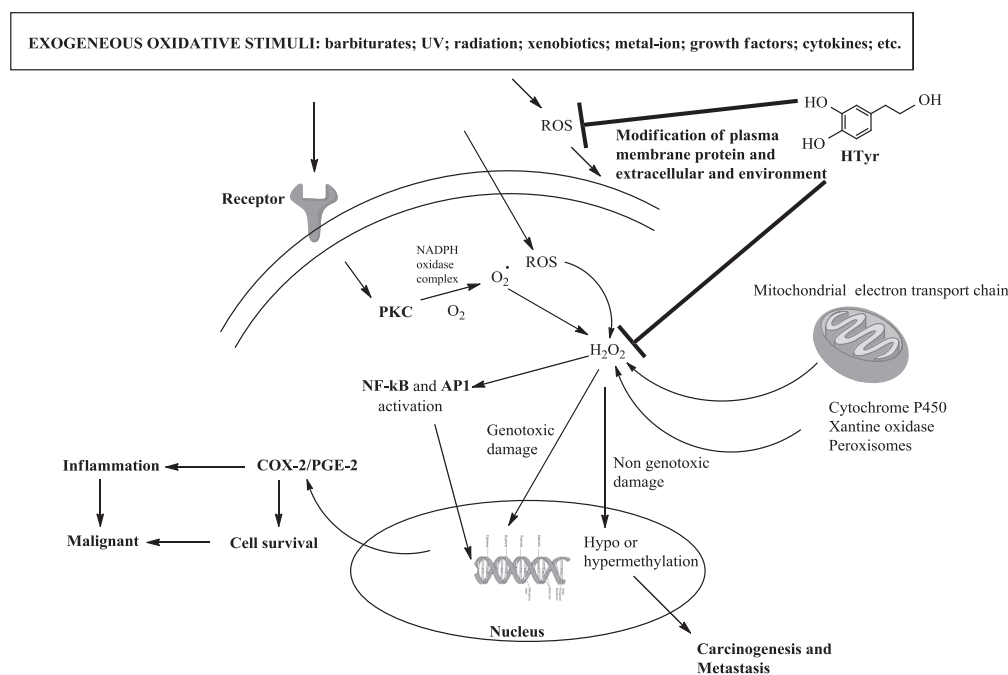 EXOGENEOUS OXIDATIVE STIMULI: barbiturates; UV; radiation; xenobiotics; metal-ion; growth factors; cytokines; etc.
ROS
HO
OH
HO
HTyr
Modification of plasma
membrane protein and
extracellular and environment
Receptor
NADPH
oxidase
complex
O2•
ROS
PKC
O2
Mitochondrial electron transport chain
H2O2
NF-kB and AP1
activation
Cytochrome P450
Xantine oxidase
Peroxisomes
Genotoxic
damage
Non genotoxic
damage
Inflammation
COX-2/PGE-2
Malignant
Cell survival
Hypo or
hypermethylation
Nucleus
Carcinogenesis and
Metastasis